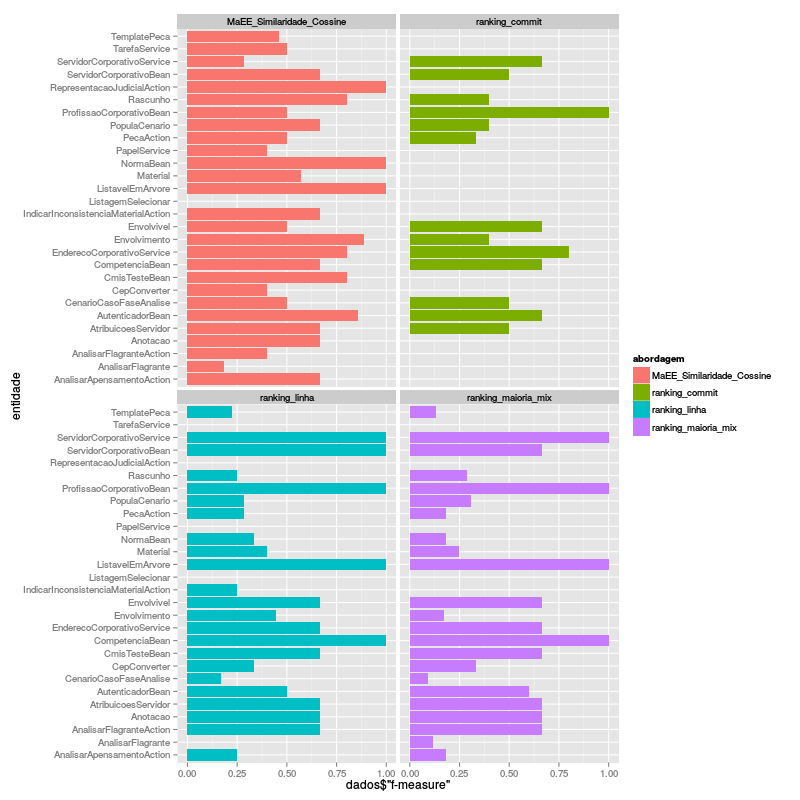 MaEE_Similaridade_Cossine
ranking_commit
TemplatePeca
TarefaService
ServidorCorporativoService
ServidorCorporativoBean
RepresentacaoJudicialAction
Rascunho
ProfissaoCorporativoBean
PopulaCenario
PecaAction
PapelService
NormaBean
Material
ListavelEmArvore
ListagemSelecionar
IndicarInconsistenciaMaterialAction
Envolvivel
Envolvimento
EnderecoCorporativoService
CompetenciaBean
CmisTesteBean
CepConverter
CenarioCasoFaseAnalise
AutenticadorBean
AtribuicoesServidor
Anotacao
AnalisarFlagranteAction
AnalisarFlagrante
AnalisarApensamentoAction
entidade
ranking_linha
ranking_maioria_mix
TemplatePeca
TarefaService
ServidorCorporativoService
ServidorCorporativoBean
RepresentacaoJudicialAction
Rascunho
ProfissaoCorporativoBean
PopulaCenario
PecaAction
PapelService
NormaBean
Material
ListavelEmArvore
ListagemSelecionar
IndicarInconsistenciaMaterialAction
Envolvivel
Envolvimento
EnderecoCorporativoService
CompetenciaBean
CmisTesteBean
CepConverter
CenarioCasoFaseAnalise
AutenticadorBean
AtribuicoesServidor
Anotacao
AnalisarFlagranteAction
AnalisarFlagrante
AnalisarApensamentoAction
0.00 0.25 0.50 0.75 1.00 0.00 0.25 0.50 0.75 1.00
dados$"f-measure"
abordagem
MaEE_Similaridade_Cossine
ranking_commit
ranking_linha
ranking_maioria_mix